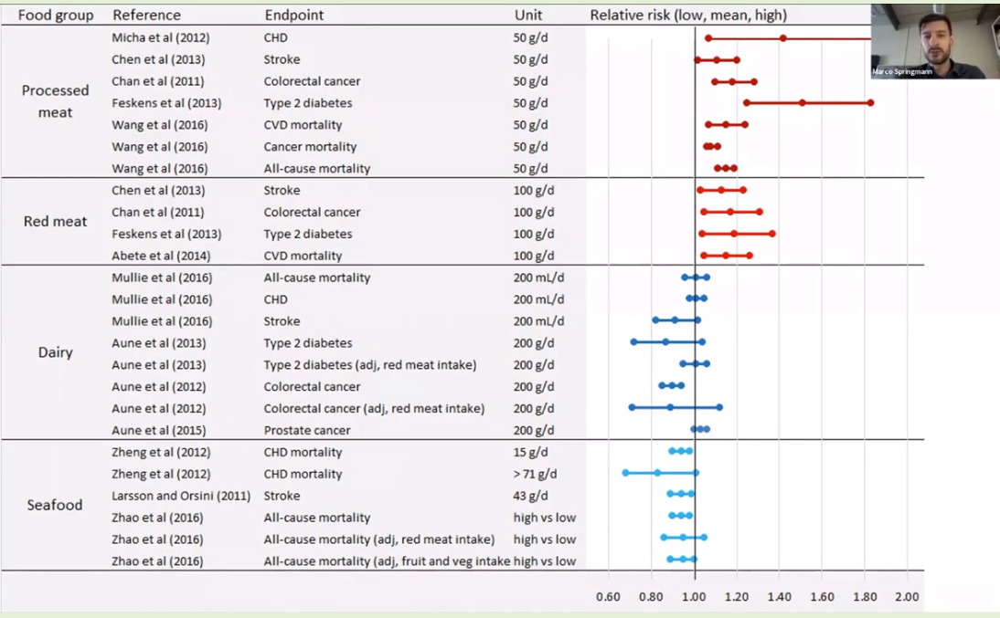 Food group Reference Endpoint Unit Relative risk (low, mean, high)
Marco Springmann
Processed meat
Micha et al (2012) CHD 50 g/d
Chen et al (2013) Stroke 50 g/d
Chan et al (2011) Colorectal cancer 50 g/d
Feskens et al (2013) Type 2 diabetes 50 g/d
Wang et al (2016) CVD mortality 50 g/d
Wang et al (2016) Cancer mortality 50 g/d
Wang et al (2016) All-cause mortality 50 g/d
Red meat
Chen et al (2013) Stroke 100 g/d
Chan et al (2011) Colorectal cancer 100 g/d
Feskens et al (2013) Type 2 diabetes 100 g/d
Abete et al (2014) CVD mortality 100 g/d
Dairy
Mullie et al (2016) All-cause mortality 200 mL/d
Mullie et al (2016) CHD 200 mL/d
Mullie et al (2016) Stroke 200 mL/d
Aune et al (2013) Type 2 diabetes 200 g/d
Aune et al (2013) Type 2 diabetes (adj, red meat intake) 200 g/d
Aune et al (2012) Colorectal cancer 200 g/d
Aune et al (2012) Colorectal cancer (adj, red meat intake) 200 g/d
Aune et al (2015) Prostate cancer 200 g/d
Seafood
Zheng et al (2012) CHD mortality 15 g/d
Zheng et al (2012) CHD mortality > 71 g/d
Larsson and Orsini (2011) Stroke 43 g/d
Zhao et al (2016) All-cause mortality high vs low
Zhao et al (2016) All-cause mortality (adj, red meat intake) high vs low
Zhao et al (2016) All-cause mortality (adj, fruit and veg intake high vs low
0.60 0.80 1.00 1.20 1.40 1.60 1.80 2.00